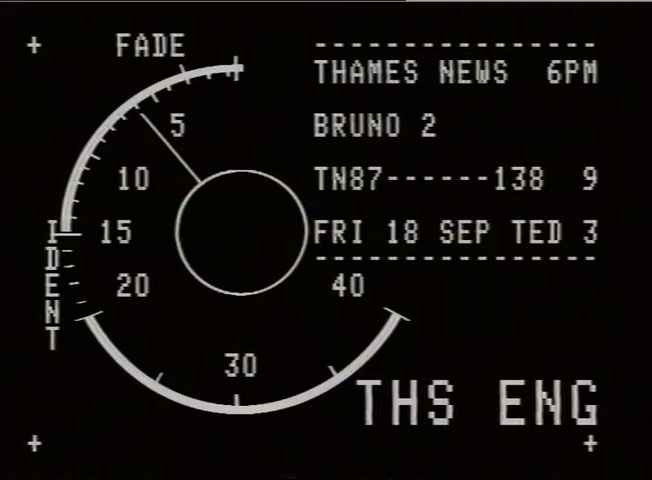 FADE
----------------
THAMES NEWS 6PM
BRUNO 2
TN87------138 9
FRI 18 SEP TED 3
----------------
5
10
15
20
30
40
IDENT
THS ENG